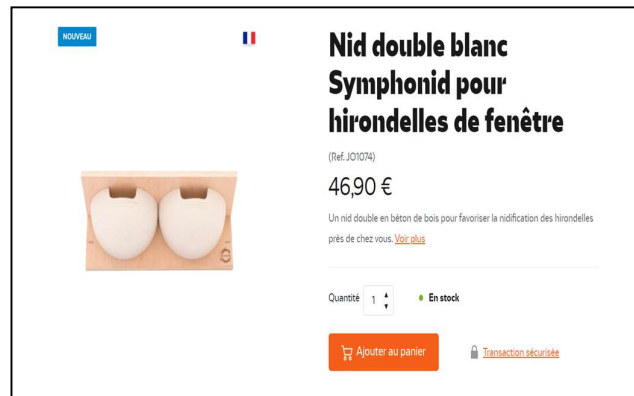 NOUVEAU
Nid double blanc
Symphonid pour
hirondelles de fenêtre
(Ref. JO1074)
46,90 €
Un nid double en béton de bois pour favoriser la nidification des hirondelles
près de chez vous. Voir plus
Quantité 1 En stock
Ajouter au panier Transaction sécurisée